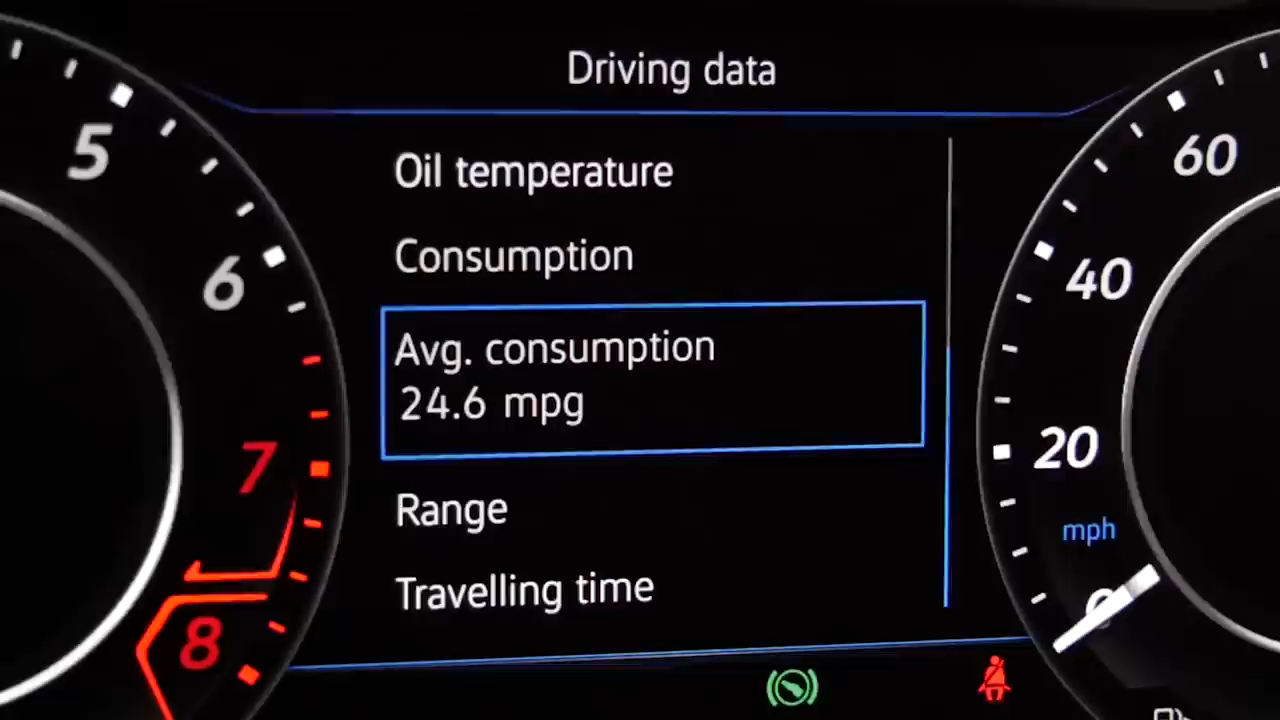 Driving data
Oil temperature
Consumption
Avg. consumption
24.6 mpg
Range
Travelling time
5
6
7
8
60
40
20
mph
0